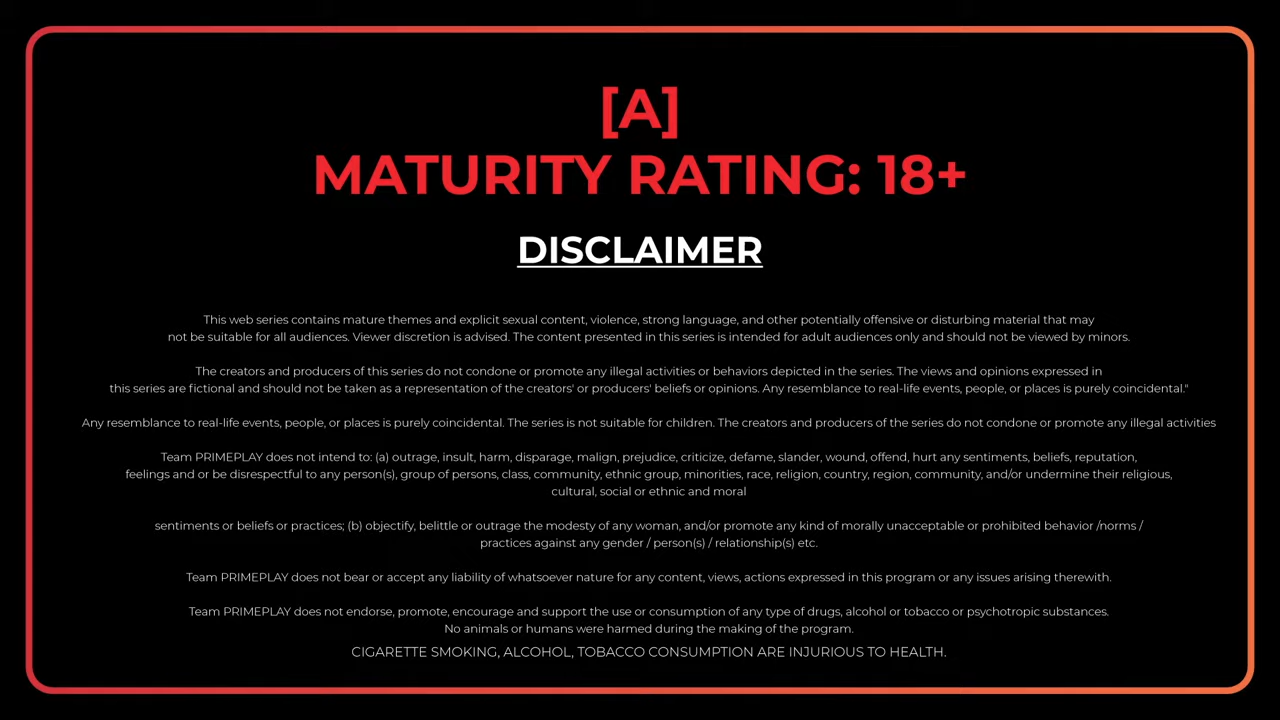 [A]
MATURITY RATING: 18+
DISCLAIMER
This web series contains mature themes and explicit sexual content, violence, strong language, and other potentially offensive or disturbing material that may
not be suitable for all audiences. Viewer discretion is advised. The content presented in this series is intended for adult audiences only and should not be viewed by minors.
The creators and producers of this series do not condone or promote any illegal activities or behaviors depicted in the series. The views and opinions expressed in
this series are fictional and should not be taken as a representation of the creators' or producers' beliefs or opinions. Any resemblance to real-life events, people, or places is purely coincidental."
Any resemblance to real-life events, people, or places is purely coincidental. The series is not suitable for children. The creators and producers of the series do not condone or promote any illegal activities
Team PRIMEPLAY does not intend to: (a) outrage, insult, harm, disparage, malign, prejudice, criticize, defame, slander, wound, offend, hurt any sentiments, beliefs, reputation,
feelings and or be disrespectful to any person(s), group of persons, class, community, ethnic group, minorities, race, religion, country, region, community, and/or undermine their religious,
cultural, social or ethnic and moral
sentiments or beliefs or practices; (b) objectify, belittle or outrage the modesty of any woman, and/or promote any kind of morally unacceptable or prohibited behavior /norms /
practices against any gender / person(s) / relationship(s) etc.
Team PRIMEPLAY does not bear or accept any liability of whatsoever nature for any content, views, actions expressed in this program or any issues arising therewith.
Team PRIMEPLAY does not endorse, promote, encourage and support the use or consumption of any type of drugs, alcohol or tobacco or psychotropic substances.
No animals or humans were harmed during the making of the program.
CIGARETTE SMOKING, ALCOHOL, TOBACCO CONSUMPTION ARE INJURIOUS TO HEALTH.